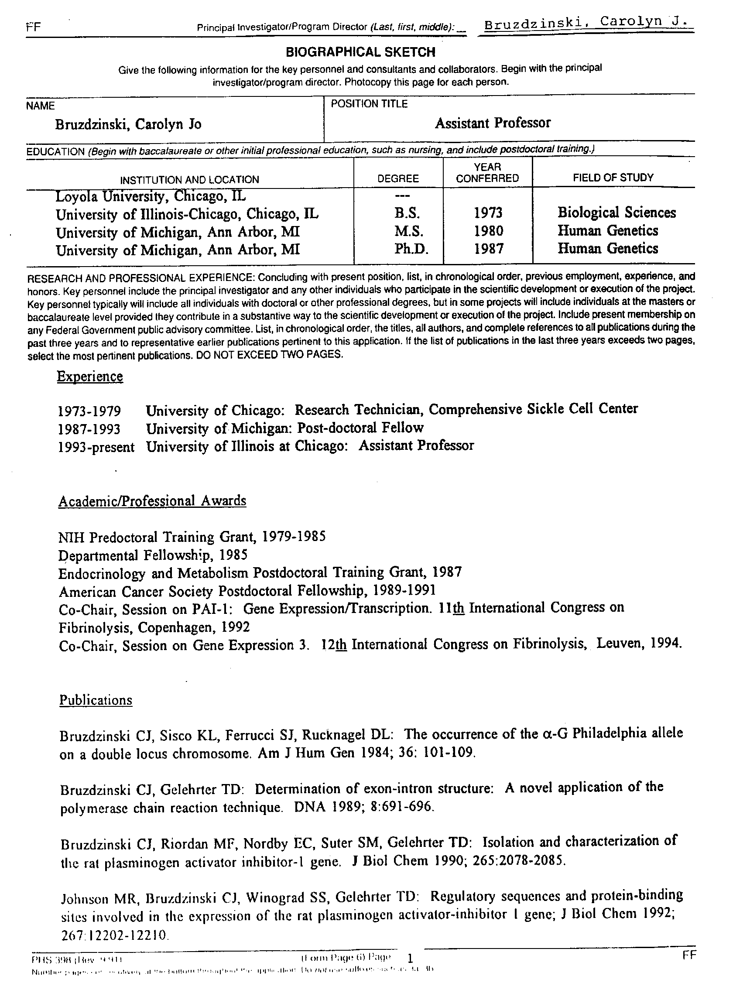 FF Principal Investigator/Program Director (Last, first, middle): Bruzdzinski, Carolyn J.
BIOGRAPHICAL SKETCH
Give the following information for the key personnel and consultants and collaborators. Begin with the principal
investigator/program director. Photocopy this page for each person.
NAME POSITION TITLE
Bruzdzinski, Carolyn Jo Assistant Professor
EDUCATION (Begin with baccalaureate or other initial professional education, such as nursing, and include postdoctoral training.)
INSTITUTION AND LOCATION DEGREE YEAR CONFERRED FIELD OF STUDY
Loyola University, Chicago, IL ---
University of Illinois-Chicago, Chicago, IL B.S. 1973 Biological Sciences
University of Michigan, Ann Arbor, MI M.S. 1980 Human Genetics
University of Michigan, Ann Arbor, MI Ph.D. 1987 Human Genetics
RESEARCH AND PROFESSIONAL EXPERIENCE: Concluding with present position, list, in chronological order, previous employment, experience, and
honors. Key personnel include the principal investigator and any other individuals who participate in the scientific development or execution of the project.
Key personnel typically will include all individuals with doctoral or other professional degrees, but in some projects will include individuals at the masters or
baccalaureate level provided they contribute in a substantive way to the scientific development or execution of the project. Include present membership on
any Federal Government public advisory committee. List, in chronological order, the titles, all authors, and complete references to all publications during the
past three years and to representative earlier publications pertinent to this application. If the list of publications in the last three years exceeds two pages,
select the most pertinent publications. DO NOT EXCEED TWO PAGES.
Experience
1973-1979 University of Chicago: Research Technician, Comprehensive Sickle Cell Center
1987-1993 University of Michigan: Post-doctoral Fellow
1993-present University of Illinois at Chicago: Assistant Professor
Academic/Professional Awards
NIH Predoctoral Training Grant, 1979-1985
Departmental Fellowship, 1985
Endocrinology and Metabolism Postdoctoral Training Grant, 1987
American Cancer Society Postdoctoral Fellowship, 1989-1991
Co-Chair, Session on PAI-1: Gene Expression/Transcription. 11th International Congress on
Fibrinolysis, Copenhagen, 1992
Co-Chair, Session on Gene Expression 3. 12th International Congress on Fibrinolysis, Leuven, 1994.
Publications
Bruzdzinski CJ, Sisco KL, Ferrucci SJ, Rucknagel DL: The occurrence of the α-G Philadelphia allele
on a double locus chromosome. Am J Hum Gen 1984; 36: 101-109.
Bruzdzinski CJ, Gelehrter TD: Determination of exon-intron structure: A novel application of the
polymerase chain reaction technique. DNA 1989; 8:691-696.
Bruzdzinski CJ, Riordan MF, Nordby EC, Suter SM, Gelehrter TD: Isolation and characterization of
the rat plasminogen activator inhibitor-1 gene. J Biol Chem 1990; 265:2078-2085.
Johnson MR, Bruzdzinski CJ, Winograd SS, Gelehrter TD: Regulatory sequences and protein-binding
sites involved in the expression of the rat plasminogen activator-inhibitor 1 gene; J Biol Chem 1992;
267:12202-12210.
PHS 398 (Rev. 9/91) (Form Page 6) Page 1 FF
Number pages at the bottom throughout the application. Do not use suffixes such as 3a, 3b.